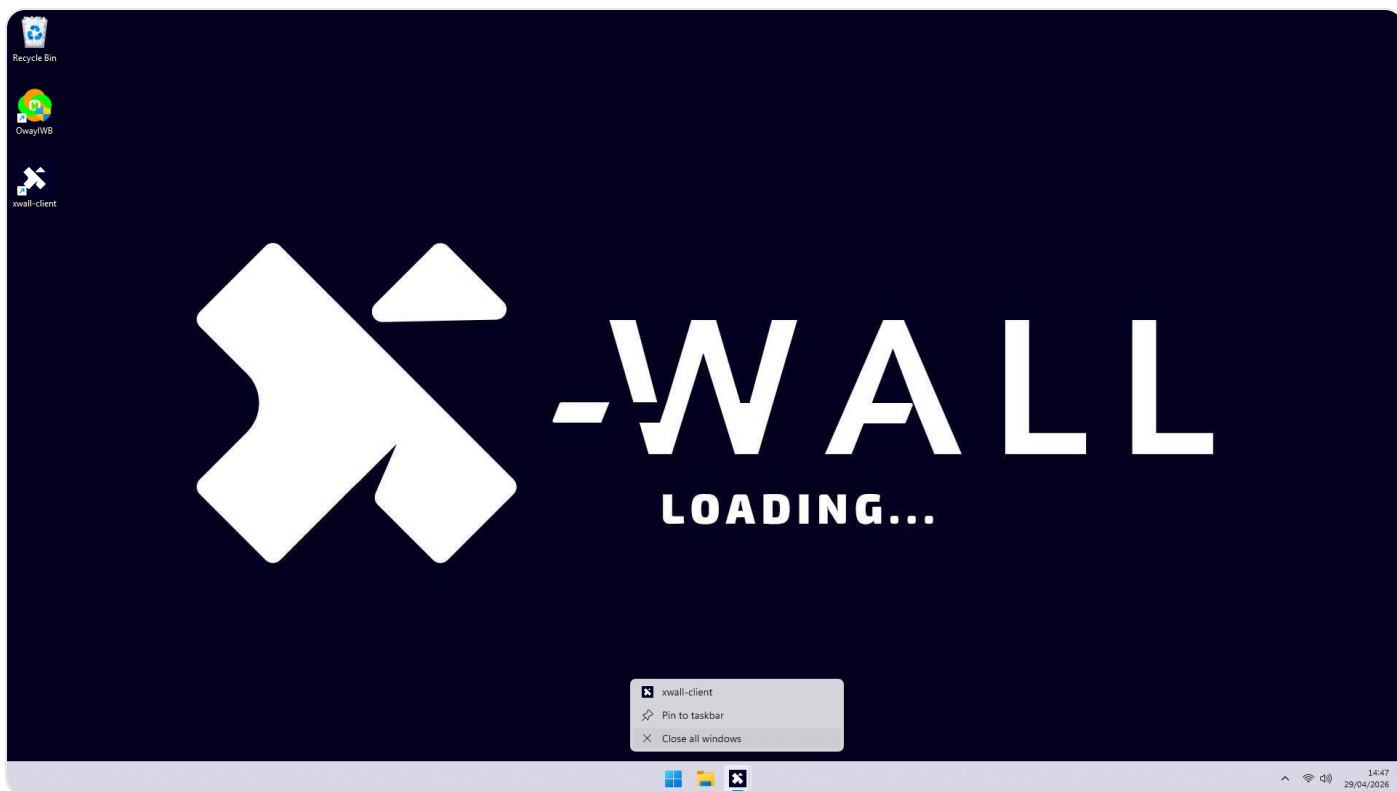 Recycle Bin
OwayIWB
xwall-client
-WALL
LOADING...
xwall-client
Pin to taskbar
Close all windows
14:47
29/04/2026